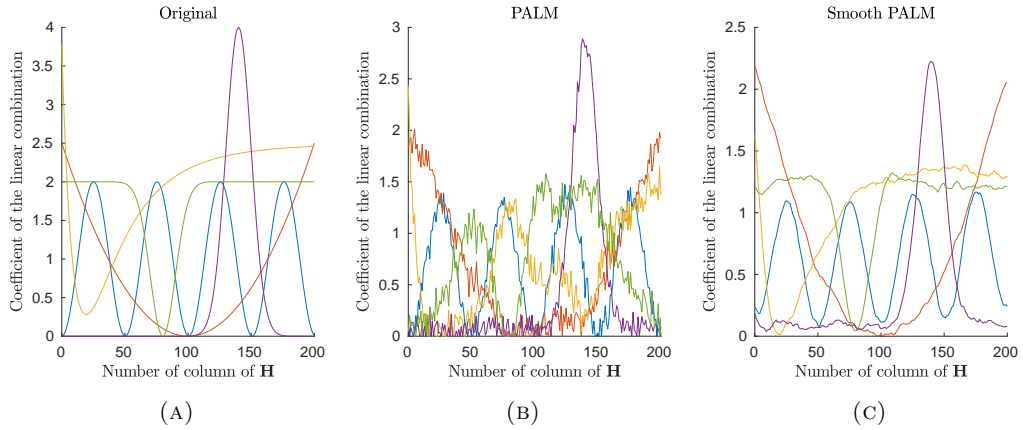 Original
PALM
Smooth PALM
Coefficient of the linear combination
4
3.5
3
2.5
2
1.5
1
0.5
0
0 50 100 150 200
Number of column of H
(A)
Coefficient of the linear combination
3
2.5
2
1.5
1
0.5
0
0 50 100 150 200
Number of column of H
(B)
Coefficient of the linear combination
2.5
2
1.5
1
0.5
0
0 50 100 150 200
Number of column of H
(C)